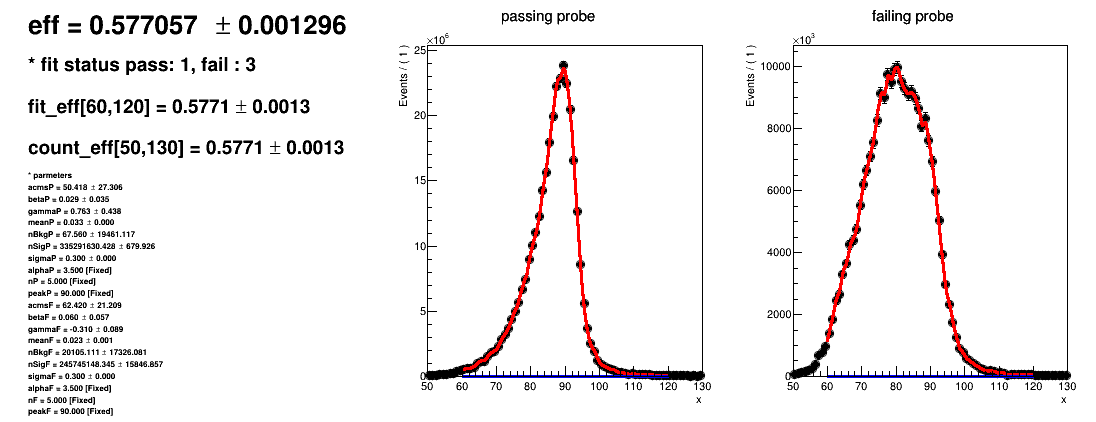 eff = 0.577057 ± 0.001296
* fit status pass: 1, fail : 3
fit_eff[60,120] = 0.5771 ± 0.0013
count_eff[50,130] = 0.5771 ± 0.0013
* parmeters
acmsP = 50.418 ± 27.306
betaP = 0.029 ± 0.035
gammaP = 0.763 ± 0.438
meanP = 0.033 ± 0.000
nBkgP = 67.560 ± 19461.117
nSigP = 335291630.428 ± 679.926
sigmaP = 0.300 ± 0.000
alphaP = 3.500 [Fixed]
nP = 5.000 [Fixed]
peakP = 90.000 [Fixed]
acmsF = 62.420 ± 21.209
betaF = 0.060 ± 0.057
gammaF = -0.310 ± 0.089
meanF = 0.023 ± 0.001
nBkgF = 20105.111 ± 17326.081
nSigF = 245745148.345 ± 15846.857
sigmaF = 0.300 ± 0.000
alphaF = 3.500 [Fixed]
nF = 5.000 [Fixed]
peakF = 90.000 [Fixed]
passing probe
×10⁶
Events / ( 1 )
25
20
15
10
5
0
50 60 70 80 90 100 110 120 130
x
failing probe
×10³
Events / ( 1 )
10000
8000
6000
4000
2000
0
50 60 70 80 90 100 110 120 130
x